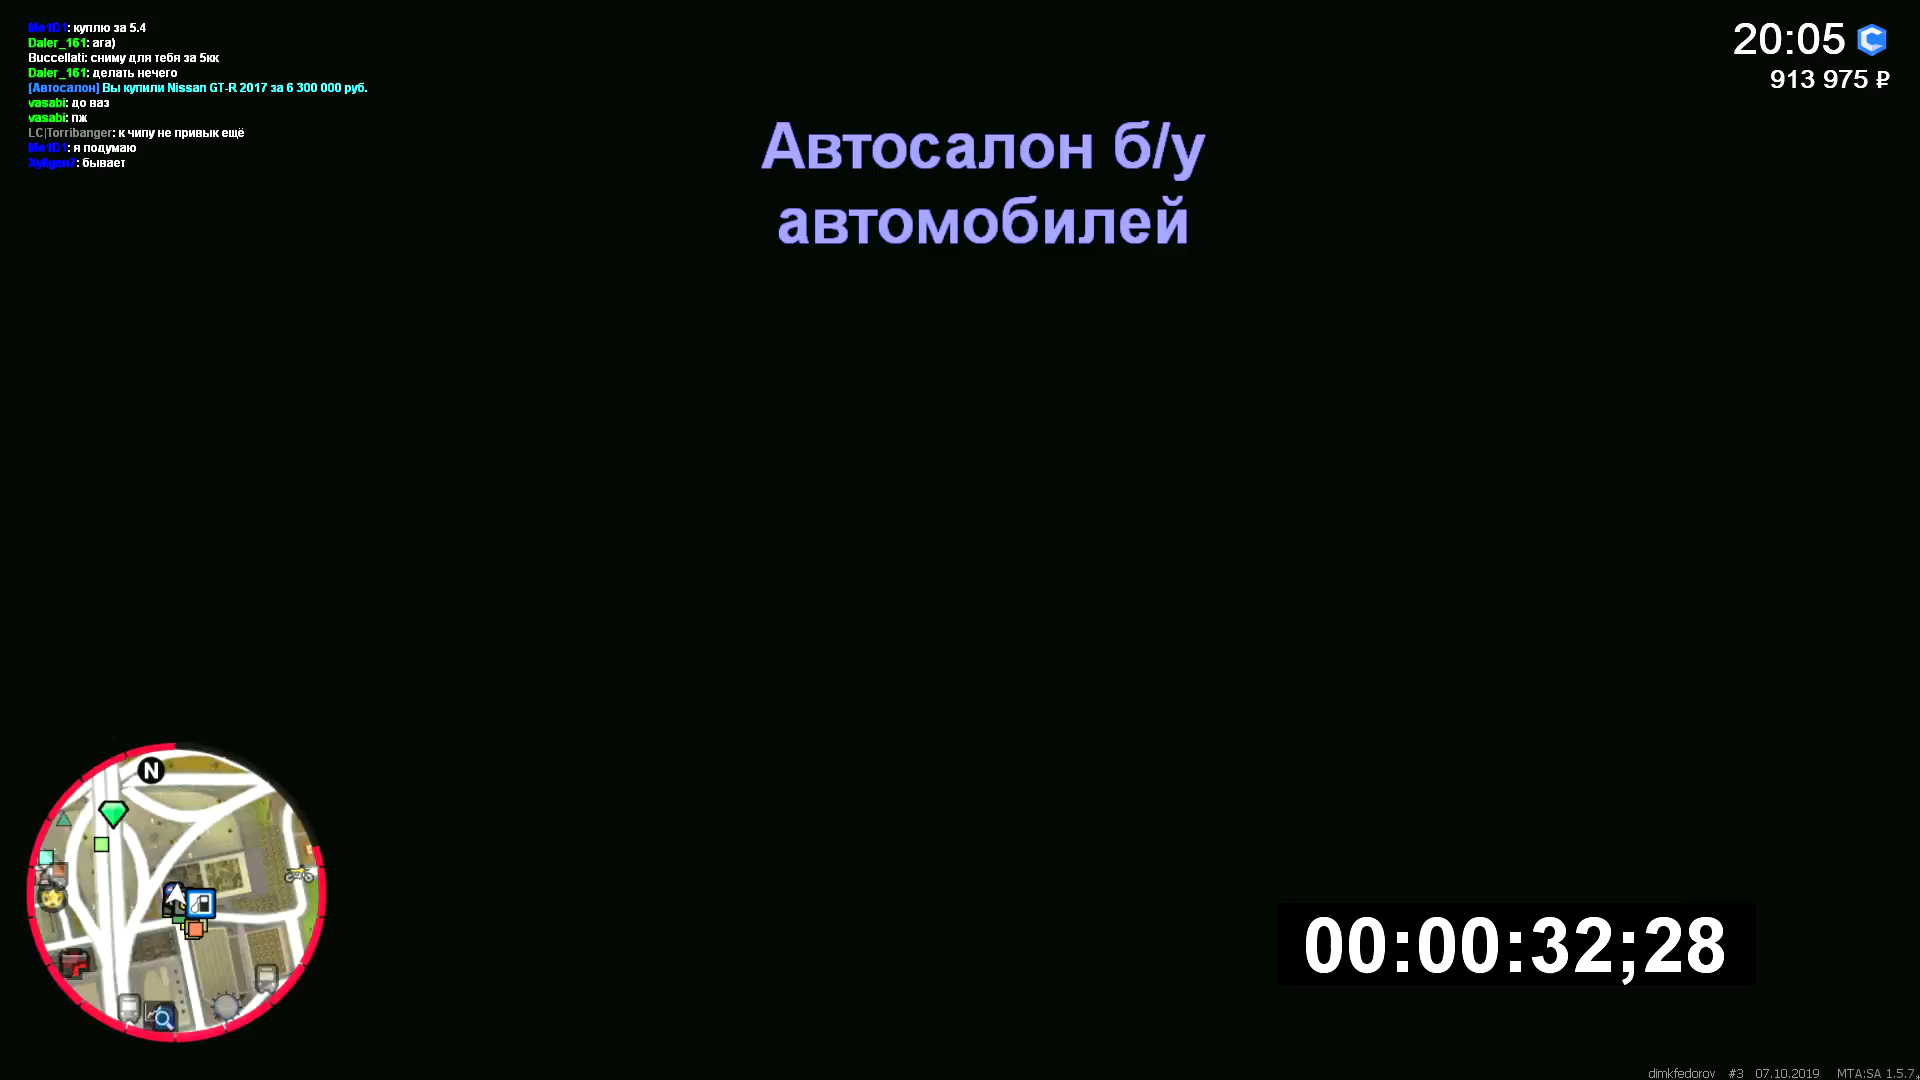 Me1D1: куплю за 5.4
Daler_161: ага)
Buccellati: сниму для тебя за 5кк
Daler_161: делать нечего
[Автосалон] Вы купили Nissan GT-R 2017 за 6 300 000 руб.
vasabi: до ваз
vasabi: пж
LC|Torribanger: к чипу не привык ещё
Me1D1: я подумаю
: бывает
20:05
913 975 ₽
Автосалон б/у
автомобилей
N
00:00:32;28
dimkfedorov #3 07.10.2019 MTA:SA 1.5.7